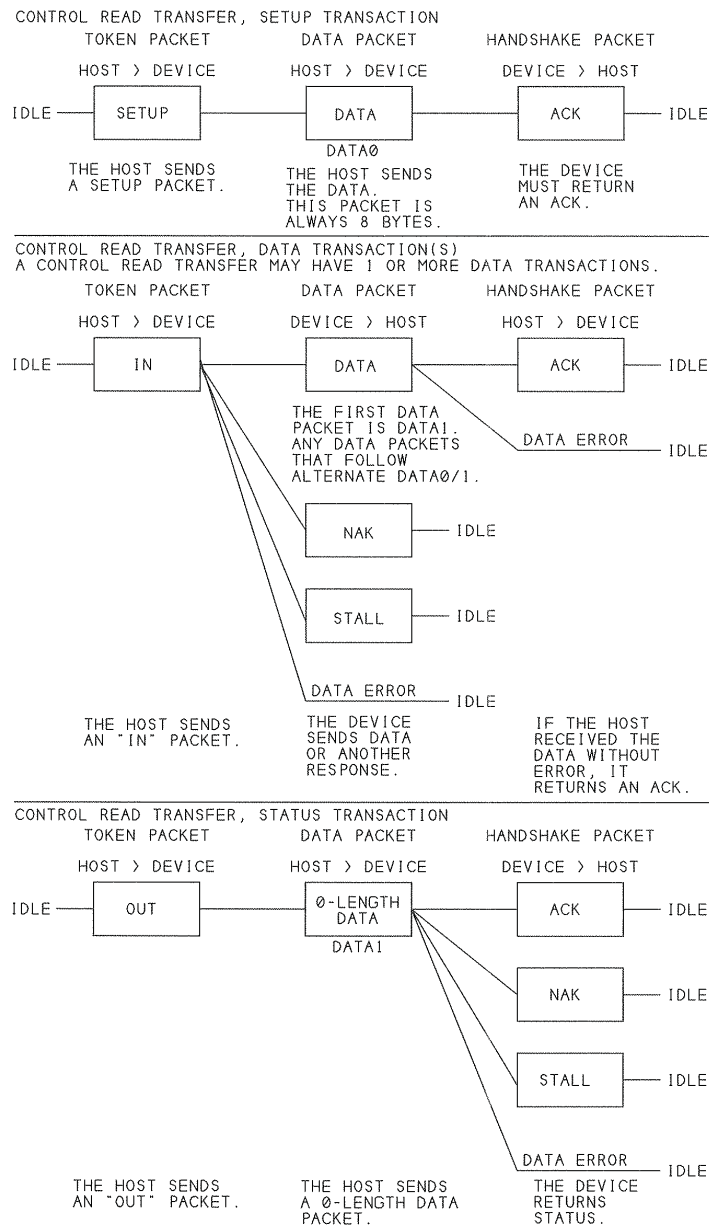 CONTROL READ TRANSFER, SETUP TRANSACTION
TOKEN PACKET DATA PACKET HANDSHAKE PACKET
HOST > DEVICE HOST > DEVICE DEVICE > HOST
IDLE SETUP DATA ACK IDLE
DATA0
THE HOST SENDS
A SETUP PACKET.
THE HOST SENDS
THE DATA.
THIS PACKET IS
ALWAYS 8 BYTES.
THE DEVICE
MUST RETURN
AN ACK.
CONTROL READ TRANSFER, DATA TRANSACTION(S)
A CONTROL READ TRANSFER MAY HAVE 1 OR MORE DATA TRANSACTIONS.
TOKEN PACKET DATA PACKET HANDSHAKE PACKET
HOST > DEVICE DEVICE > HOST HOST > DEVICE
IDLE IN DATA ACK IDLE
THE FIRST DATA
PACKET IS DATA1.
ANY DATA PACKETS
THAT FOLLOW
ALTERNATE DATA0/1.
DATA ERROR IDLE
NAK IDLE
STALL IDLE
DATA ERROR IDLE
THE HOST SENDS
AN "IN" PACKET.
THE DEVICE
SENDS DATA
OR ANOTHER
RESPONSE.
IF THE HOST
RECEIVED THE
DATA WITHOUT
ERROR, IT
RETURNS AN ACK.
CONTROL READ TRANSFER, STATUS TRANSACTION
TOKEN PACKET DATA PACKET HANDSHAKE PACKET
HOST > DEVICE HOST > DEVICE DEVICE > HOST
IDLE OUT 0-LENGTH DATA ACK IDLE
DATA1
NAK IDLE
STALL IDLE
DATA ERROR IDLE
THE HOST SENDS
AN "OUT" PACKET.
THE HOST SENDS
A 0-LENGTH DATA
PACKET.
THE DEVICE
RETURNS
STATUS.